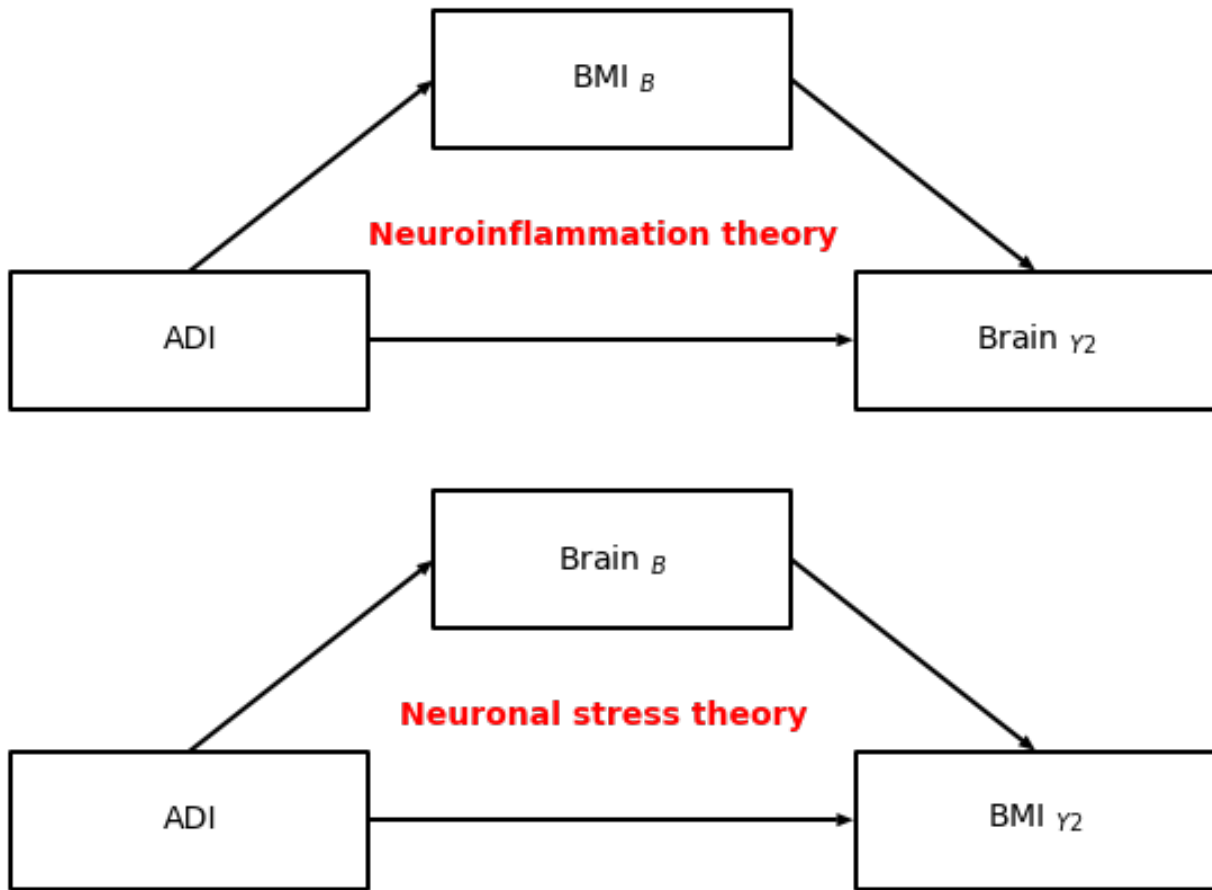 BMI B
Neuroinflammation theory
ADI
Brain Y2
Brain B
Neuronal stress theory
ADI
BMI Y2